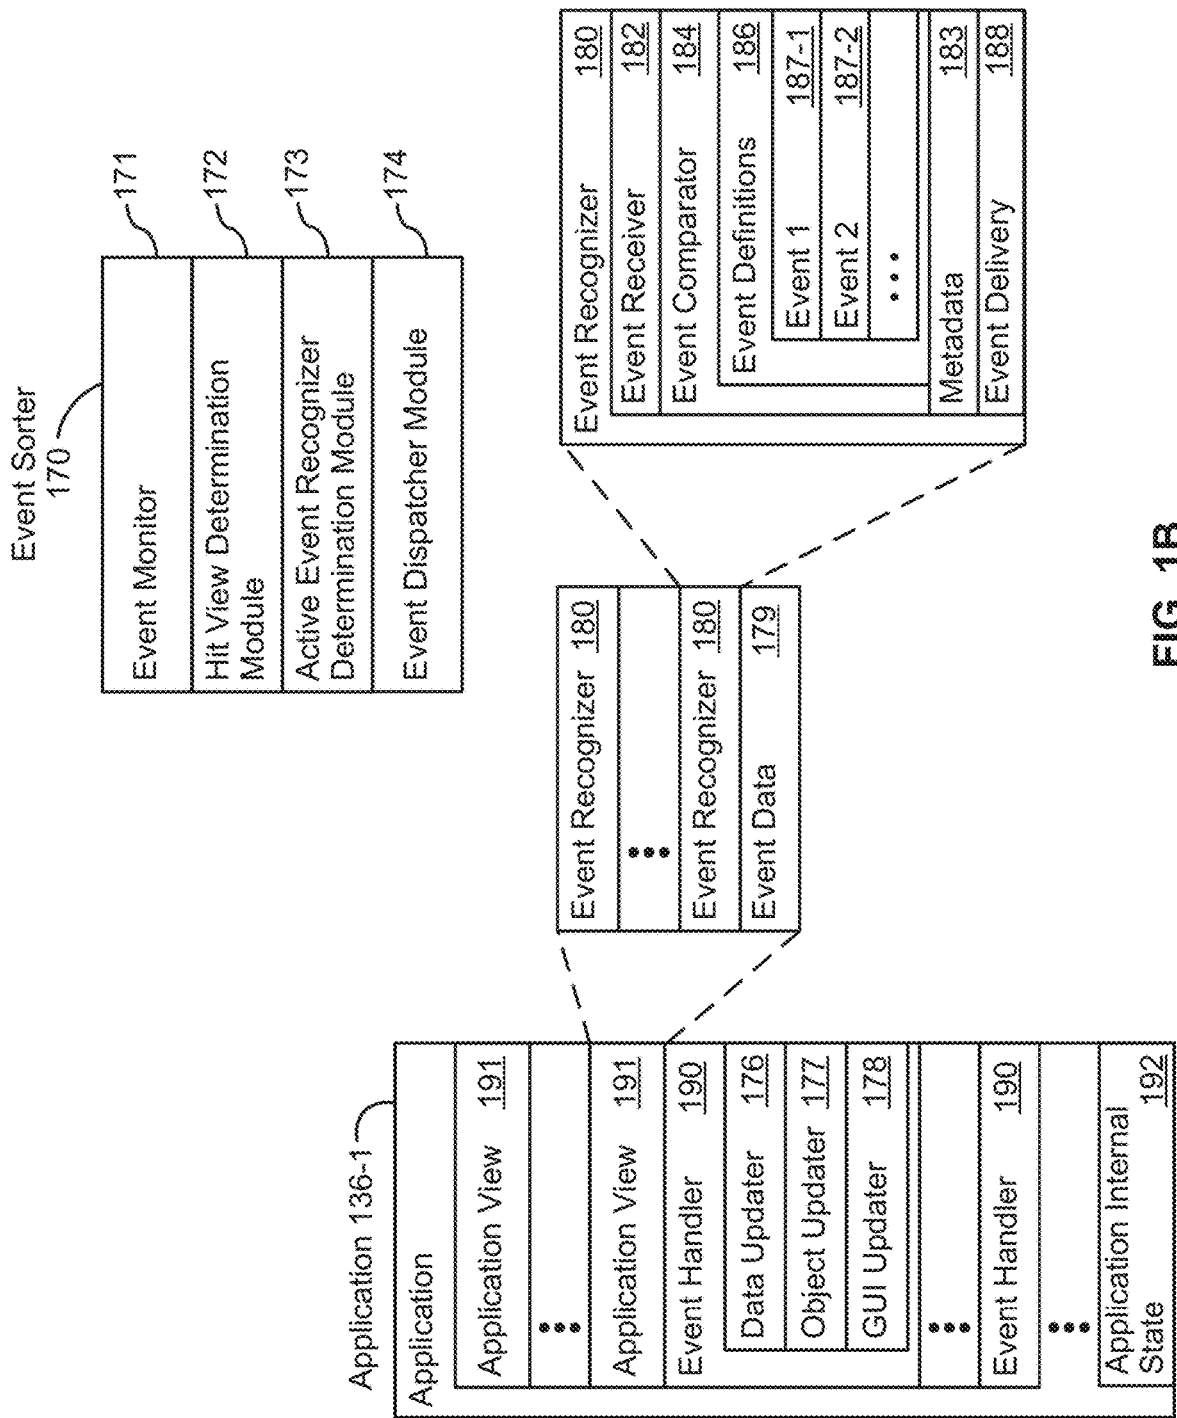 Event Sorter
170
Event Monitor
171
Hit View Determination
Module
172
Active Event Recognizer
Determination Module
173
Event Dispatcher Module
174
Application 136-1
Application
Application View 191
Application View 191
Event Handler 190
Data Updater 176
Object Updater 177
GUI Updater 178
Event Handler 190
Application Internal
State 192
Event Recognizer 180
Event Recognizer 180
Event Data 179
Event Recognizer 180
Event Receiver 182
Event Comparator 184
Event Definitions 186
Event 1 187-1
Event 2 187-2
Metadata 183
Event Delivery 188
FIG. 1B